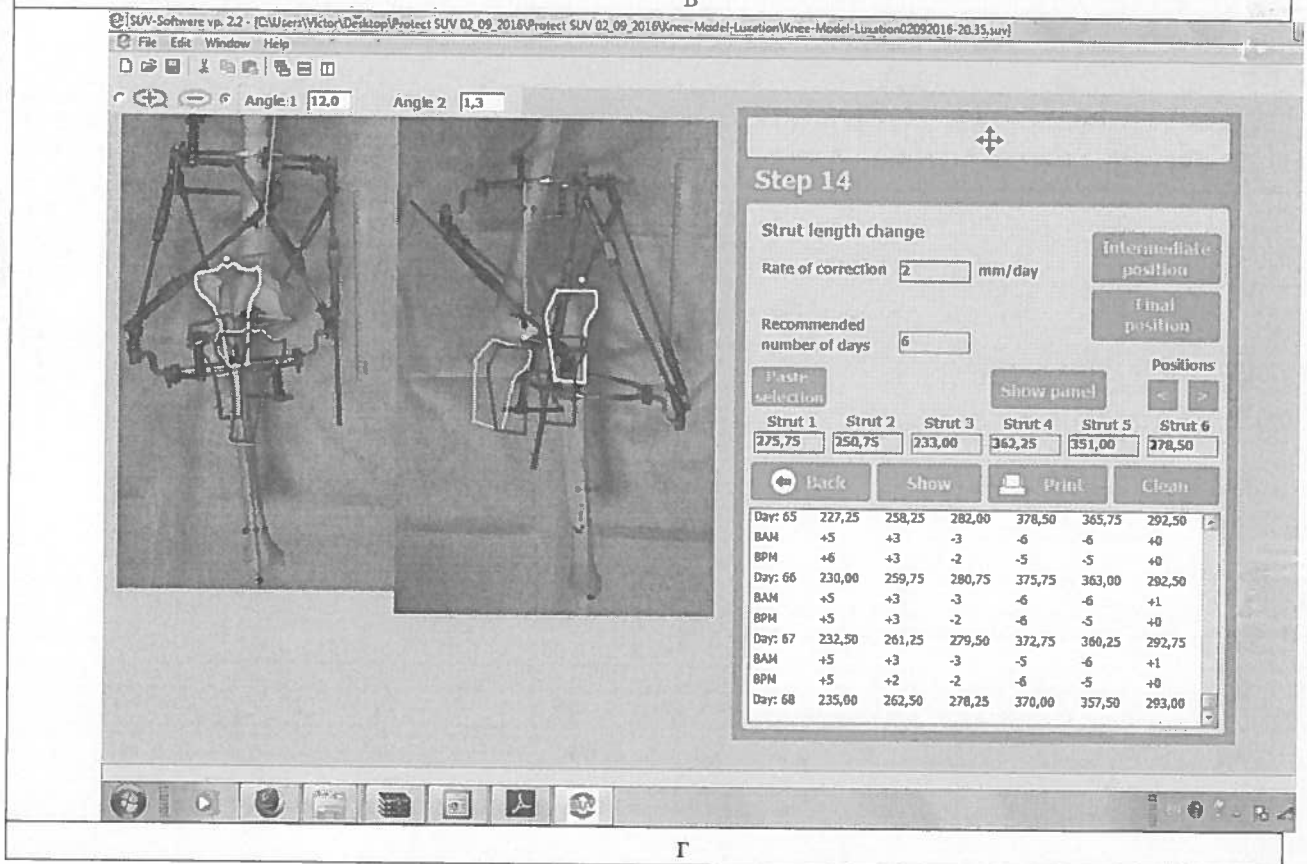 В
SUV-Software vp. 2.2 - [C:\Users\Victor\Desktop\Protect SUV 02_09_2016\Protect SUV 02_09_2016\Knee-Model-Luxation\Knee-Model-Luxation02092016-20.35.suv]
File Edit Window Help
Angle 1 12,0 Angle 2 1,3
Step 14
Strut length change
Rate of correction 2 mm/day
Intermediate position
Final position
Recommended number of days 6
Positions
Paste selection
Show panel
< >
Strut 1 Strut 2 Strut 3 Strut 4 Strut 5 Strut 6
275,75 250,75 233,00 362,25 351,00 278,50
Back Show Print Clean
Day: 65 227,25 258,25 282,00 378,50 365,75 292,50
BAM +5 +3 -3 -6 -6 +0
BPM +6 +3 -2 -5 -5 +0
Day: 66 230,00 259,75 280,75 375,75 363,00 292,50
BAM +5 +3 -3 -6 -6 +1
BPM +5 +3 -2 -6 -5 +0
Day: 67 232,50 261,25 279,50 372,75 360,25 292,75
BAM +5 +3 -3 -5 -6 +1
BPM +5 +2 -2 -6 -5 +0
Day: 68 235,00 262,50 278,25 370,00 357,50 293,00
Г